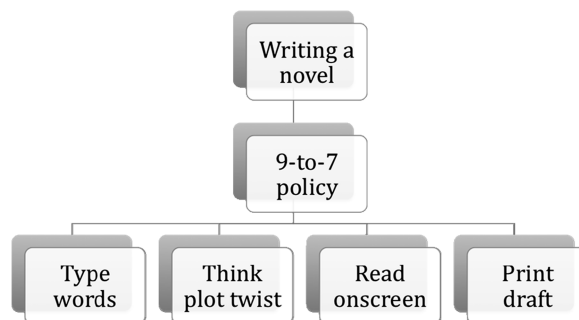 Writing a
novel
9-to-7
policy
Type
words
Think
plot twist
Read
onscreen
Print
draft